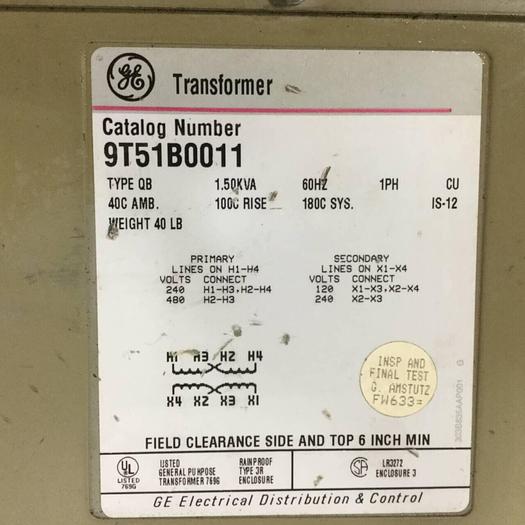 GE Transformer
Catalog Number
9T51B0011
TYPE QB 1.50KVA 60HZ 1PH CU
40C AMB. 100C RISE 180C SYS. IS-12
WEIGHT 40 LB
PRIMARY SECONDARY
LINES ON H1-H4 LINES ON X1-X4
VOLTS CONNECT VOLTS CONNECT
240 H1-H3,H2-H4 120 X1-X3,X2-X4
480 H2-H3 240 X2-X3
H1 H3 H2 H4
X4 X2 X3 X1
INSP AND
FINAL TEST
G. AMSTUTZ
FW633=
FIELD CLEARANCE SIDE AND TOP 6 INCH MIN
UL LISTED 769G
LISTED GENERAL PURPOSE TRANSFORMER 769G
RAINPROOF TYPE 3R ENCLOSURE
SA LR3272 ENCLOSURE 3
GE Electrical Distribution & Control